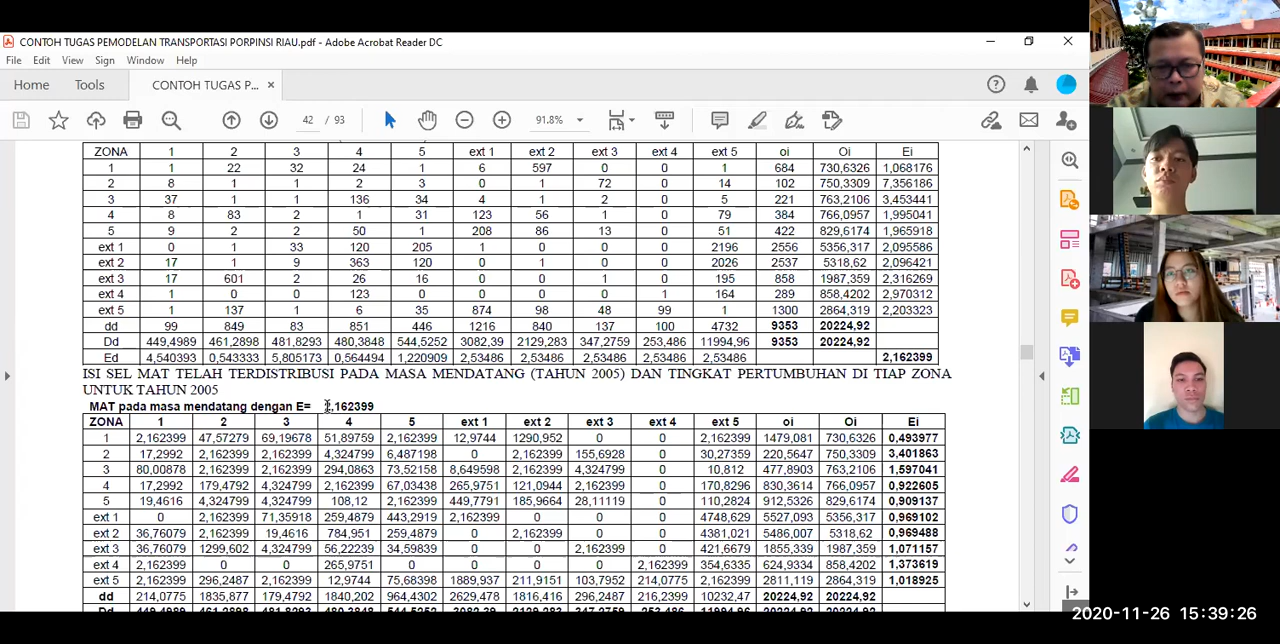 CONTOH TUGAS PEMODELAN TRANSPORTASI PORPINSI RIAU.pdf - Adobe Acrobat Reader DC
File Edit View Sign Window Help
Home Tools CONTOH TUGAS P... ×
42 / 93 91.8%
ZONA 1 2 3 4 5 ext 1 ext 2 ext 3 ext 4 ext 5 oi Oi Ei
1 1 22 32 24 1 6 597 0 0 1 684 730,6326 1,068176
2 8 1 1 2 3 0 1 72 0 14 102 750,3309 7,356186
3 37 1 1 136 34 4 1 2 0 5 221 763,2106 3,453441
4 8 83 2 1 31 123 56 1 0 79 384 766,0957 1,995041
5 9 2 2 50 1 208 86 13 0 51 422 829,6174 1,965918
ext 1 0 1 33 120 205 1 0 0 0 2196 2556 5356,317 2,095586
ext 2 17 1 9 363 120 0 1 0 0 2026 2537 5318,62 2,096421
ext 3 17 601 2 26 16 0 0 1 0 195 858 1987,359 2,316269
ext 4 1 0 0 123 0 0 0 0 1 164 289 858,4202 2,970312
ext 5 1 137 1 6 35 874 98 48 99 1 1300 2864,319 2,203323
dd 99 849 83 851 446 1216 840 137 100 4732 9353 20224,92
Dd 449,4989 461,2898 481,8293 480,3848 544,5252 3082,39 2129,283 347,2759 253,486 11994,96 9353 20224,92
Ed 4,540393 0,543333 5,805173 0,564494 1,220909 2,53486 2,53486 2,53486 2,53486 2,53486 2,162399
ISI SEL MAT TELAH TERDISTRIBUSI PADA MASA MENDATANG (TAHUN 2005) DAN TINGKAT PERTUMBUHAN DI TIAP ZONA
UNTUK TAHUN 2005
MAT pada masa mendatang dengan E= 2,162399
ZONA 1 2 3 4 5 ext 1 ext 2 ext 3 ext 4 ext 5 oi Oi Ei
1 2,162399 47,57279 69,19678 51,89759 2,162399 12,9744 1290,952 0 0 2,162399 1479,081 730,6326 0,493977
2 17,2992 2,162399 2,162399 4,324799 6,487198 0 2,162399 155,6928 0 30,27359 220,5647 750,3309 3,401863
3 80,00878 2,162399 2,162399 294,0863 73,52158 8,649598 2,162399 4,324799 0 10,812 477,8903 763,2106 1,597041
4 17,2992 179,4792 4,324799 2,162399 67,03438 265,9751 121,0944 2,162399 0 170,8296 830,3614 766,0957 0,922605
5 19,4616 4,324799 4,324799 108,12 2,162399 449,7791 185,9664 28,11119 0 110,2824 912,5326 829,6174 0,909137
ext 1 0 2,162399 71,35918 259,4879 443,2919 2,162399 0 0 0 4748,629 5527,093 5356,317 0,969102
ext 2 36,76079 2,162399 19,4616 784,951 259,4879 0 2,162399 0 0 4381,021 5486,007 5318,62 0,969488
ext 3 36,76079 1299,602 4,324799 56,22239 34,59839 0 0 2,162399 0 421,6679 1855,339 1987,359 1,071157
ext 4 2,162399 0 0 265,9751 0 0 0 0 2,162399 354,6335 624,9334 858,4202 1,373619
ext 5 2,162399 296,2487 2,162399 12,9744 75,68398 1889,937 211,9151 103,7952 214,0775 2,162399 2811,119 2864,319 1,018925
dd 214,0775 1835,877 179,4792 1840,202 964,4302 2629,478 1816,416 296,2487 216,2399 10232,47 20224,92 20224,92
Dd 449,4989 461,2898 481,8293 480,3848 544,5252 3082,39 2129,283 347,2759 253,486 11994,96 20224,92 20224,92
2020-11-26 15:39:26